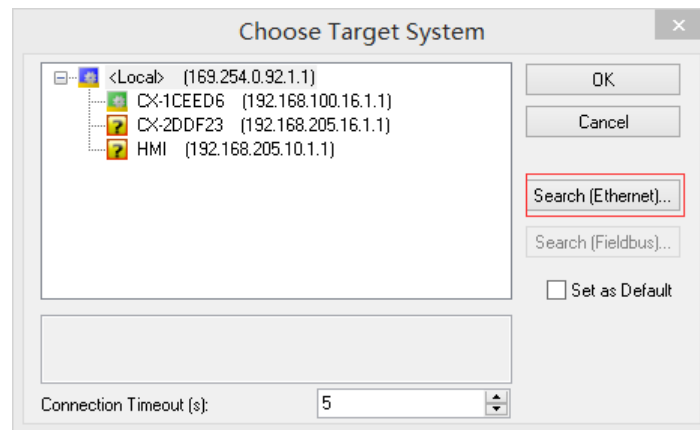 Choose Target System
<Local> (169.254.0.92.1.1)
CX-1CEED6 (192.168.100.16.1.1)
CX-2DDF23 (192.168.205.16.1.1)
HMI (192.168.205.10.1.1)
OK
Cancel
Search (Ethernet)...
Search (Fieldbus)...
Set as Default
Connection Timeout (s):
5